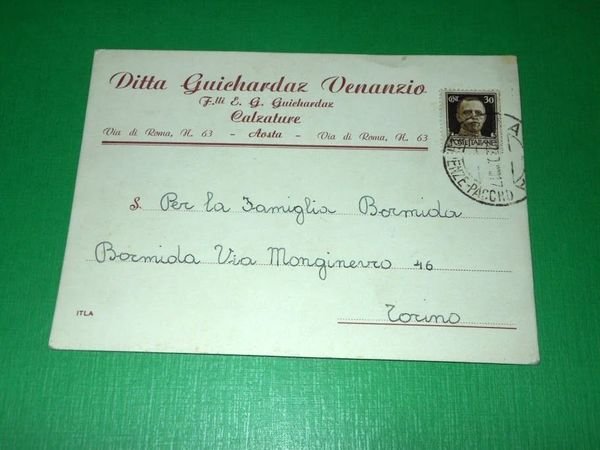 Ditta Guichardaz Venanzio
F.lli E. G. Guichardaz
Calzature
Via di Roma, N. 63 - Aosta - Via di Roma, N. 63
CENT. 30
POSTE ITALIANE
S. Per la Famiglia Bormida
Bormida Via Monginevro 46
Torino
ITLA